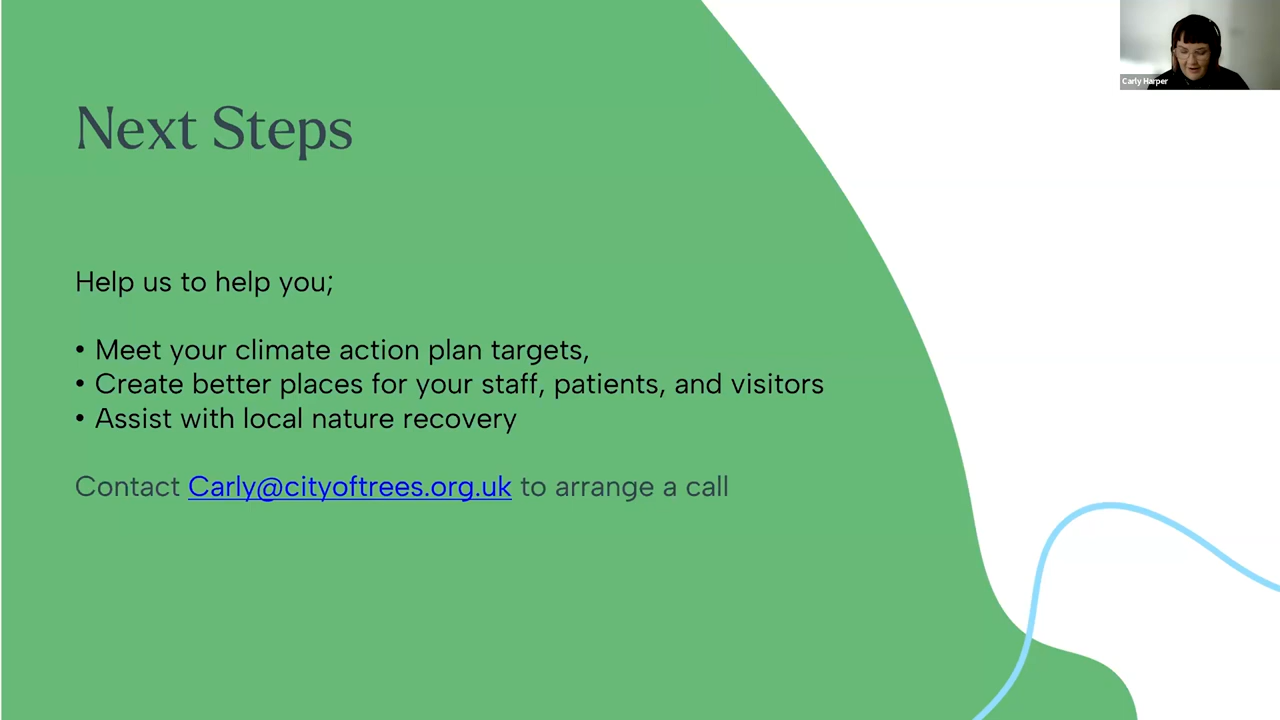 Carly Harper
Next Steps
Help us to help you;
• Meet your climate action plan targets,
• Create better places for your staff, patients, and visitors
• Assist with local nature recovery
Contact Carly@cityoftrees.org.uk to arrange a call